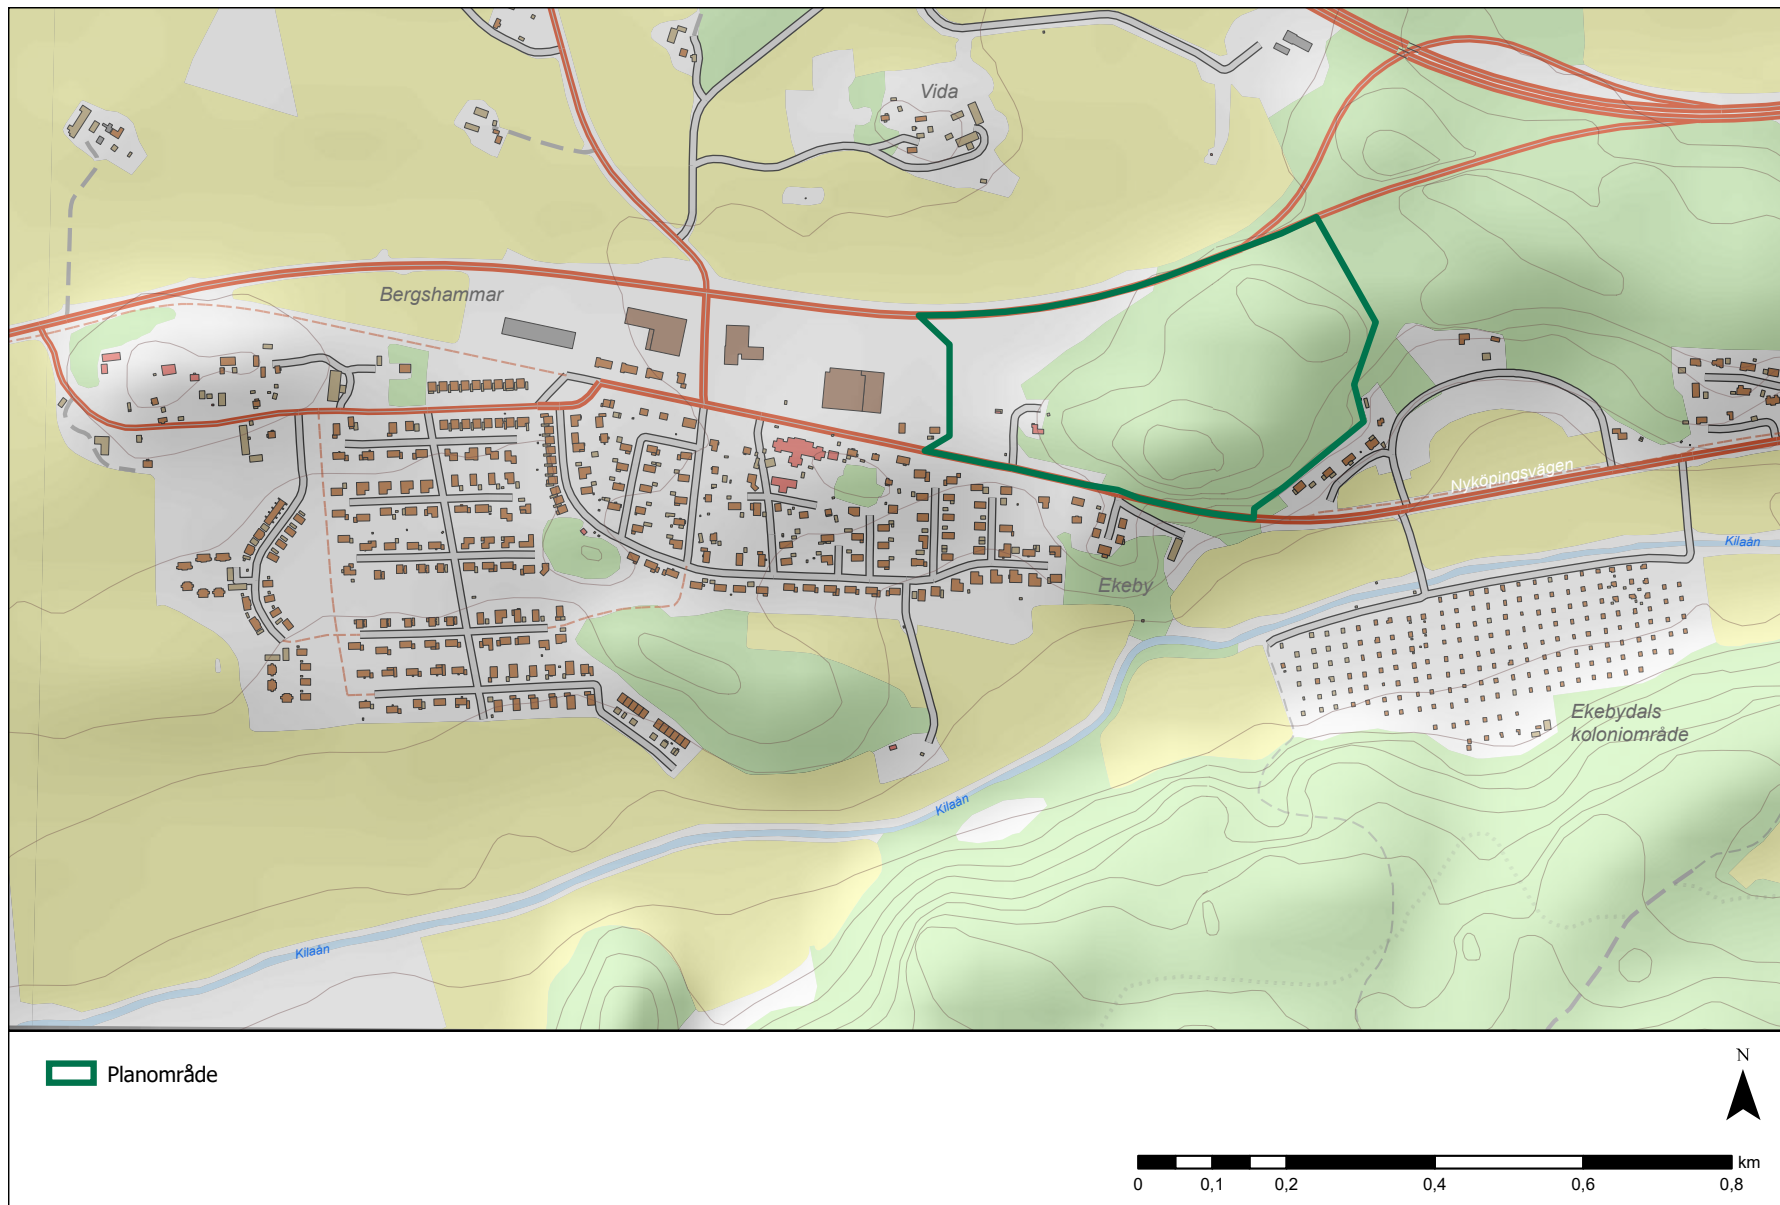 Vida
Bergshammar
Nyköpingsvägen
Kilaån
Ekeby
Ekebydals
koloniområde
Kilaån
Kilaån
Planområde
N
km
0 0,1 0,2 0,4 0,6 0,8